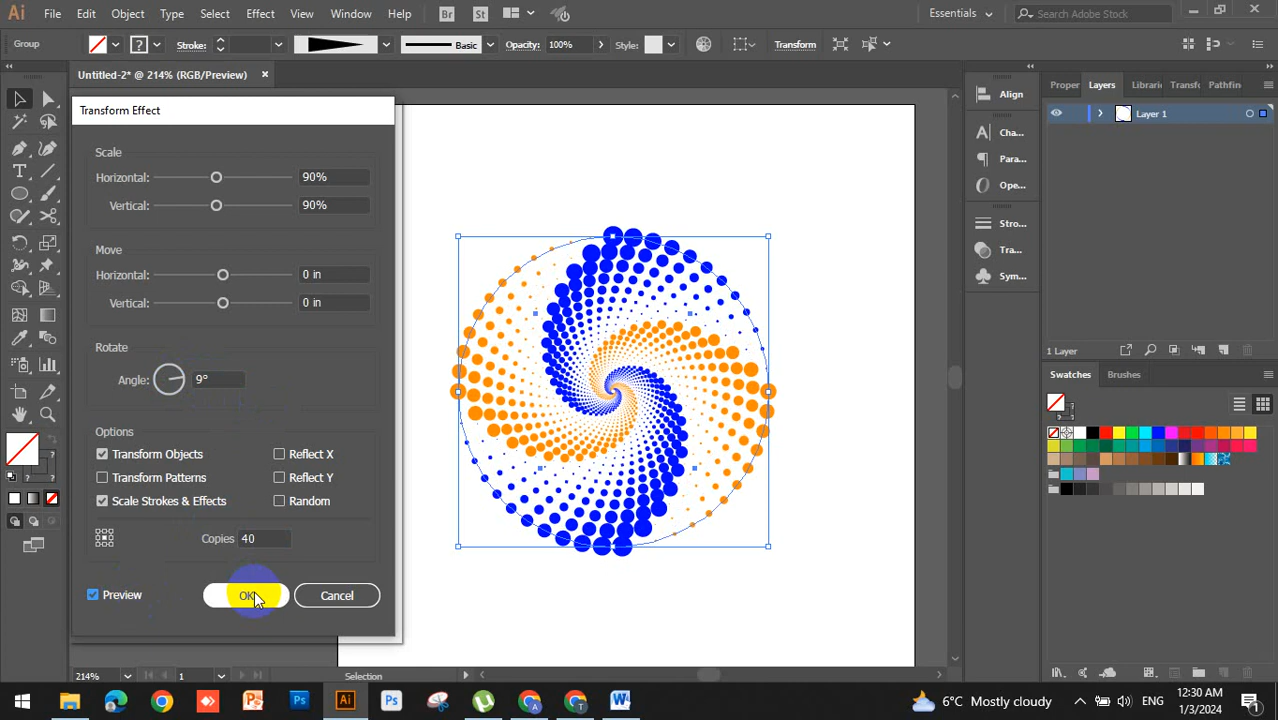 Ai File Edit Object Type Select Effect View Window Help Br St Essentials Search Adobe Stock
Group Stroke: Basic Opacity: 100% Style: Transform
Untitled-2* @ 214% (RGB/Preview) ×
Transform Effect
Scale
Horizontal: 90%
Vertical: 90%
Move
Horizontal: 0 in
Vertical: 0 in
Rotate
Angle: 9°
Options
Transform Objects Reflect X
Transform Patterns Reflect Y
Scale Strokes & Effects Random
Copies 40
Preview OK Cancel
Align
Cha...
Para...
Ope...
Stro...
Tra...
Sym...
Proper Layers Librari Transfo Pathfin
Layer 1
1 Layer
Swatches Brushes
214% 1 Selection
Ps Ai Ps A T W 6°C Mostly cloudy ENG 12:30 AM
1/3/2024
1